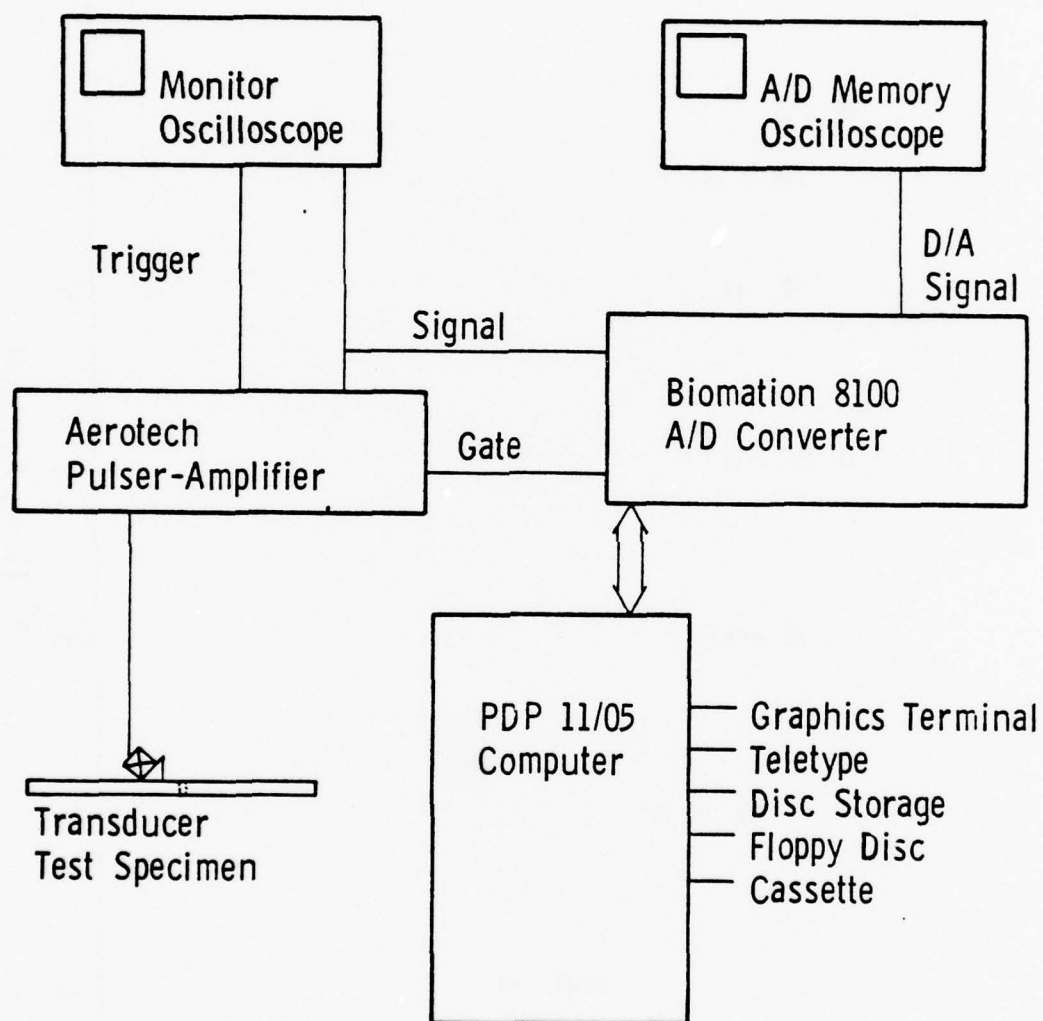 Monitor
Oscilloscope
A/D Memory
Oscilloscope
Trigger
D/A
Signal
Signal
Aerotech
Pulser-Amplifier
Gate
Biomation 8100
A/D Converter
PDP 11/05
Computer
Graphics Terminal
Teletype
Disc Storage
Floppy Disc
Cassette
Transducer
Test Specimen